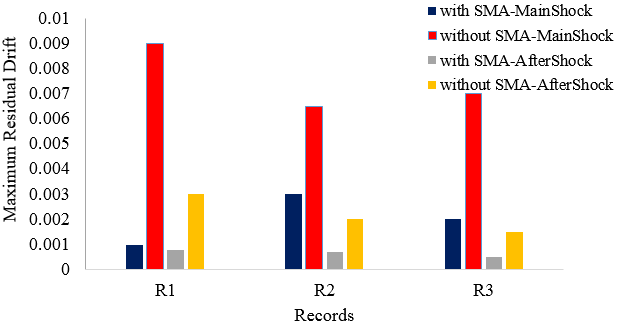 with SMA-MainShock
without SMA-MainShock
with SMA-AfterShock
without SMA-AfterShock
Maximum Residual Drift
0.01
0.009
0.008
0.007
0.006
0.005
0.004
0.003
0.002
0.001
0
R1 R2 R3
Records